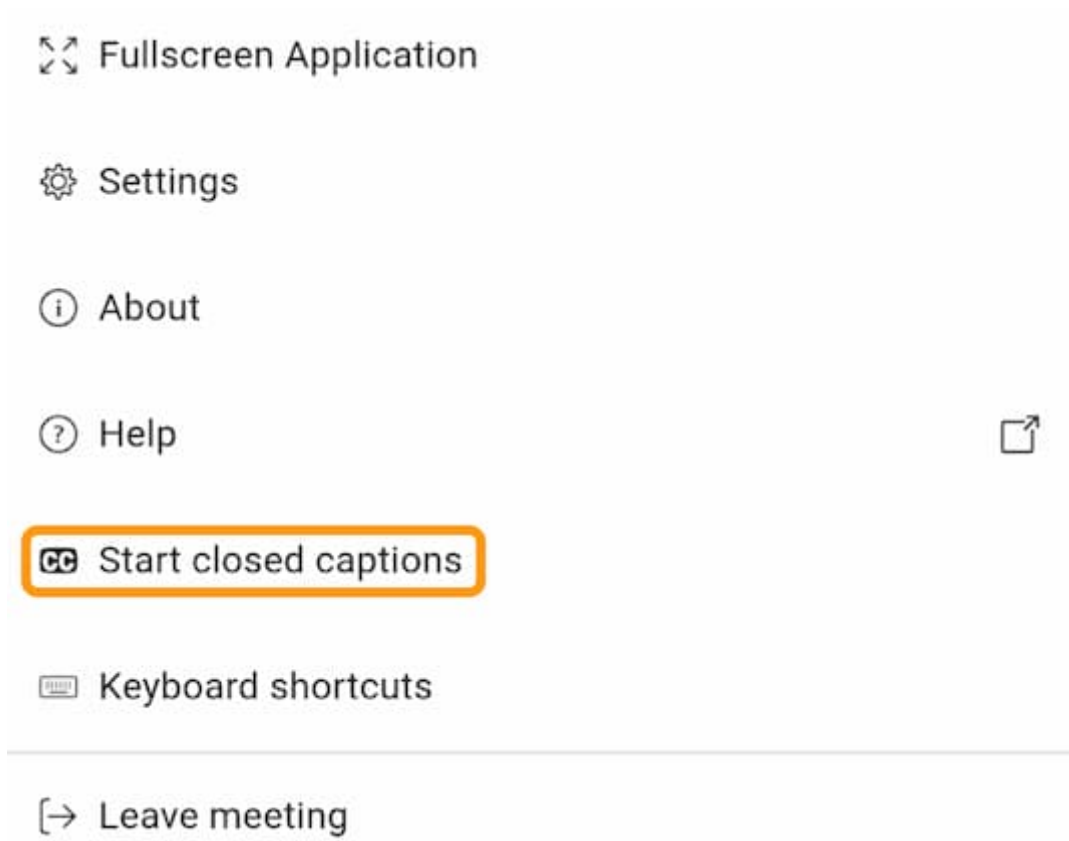 Fullscreen Application
Settings
About
Help
CC Start closed captions
Keyboard shortcuts
Leave meeting